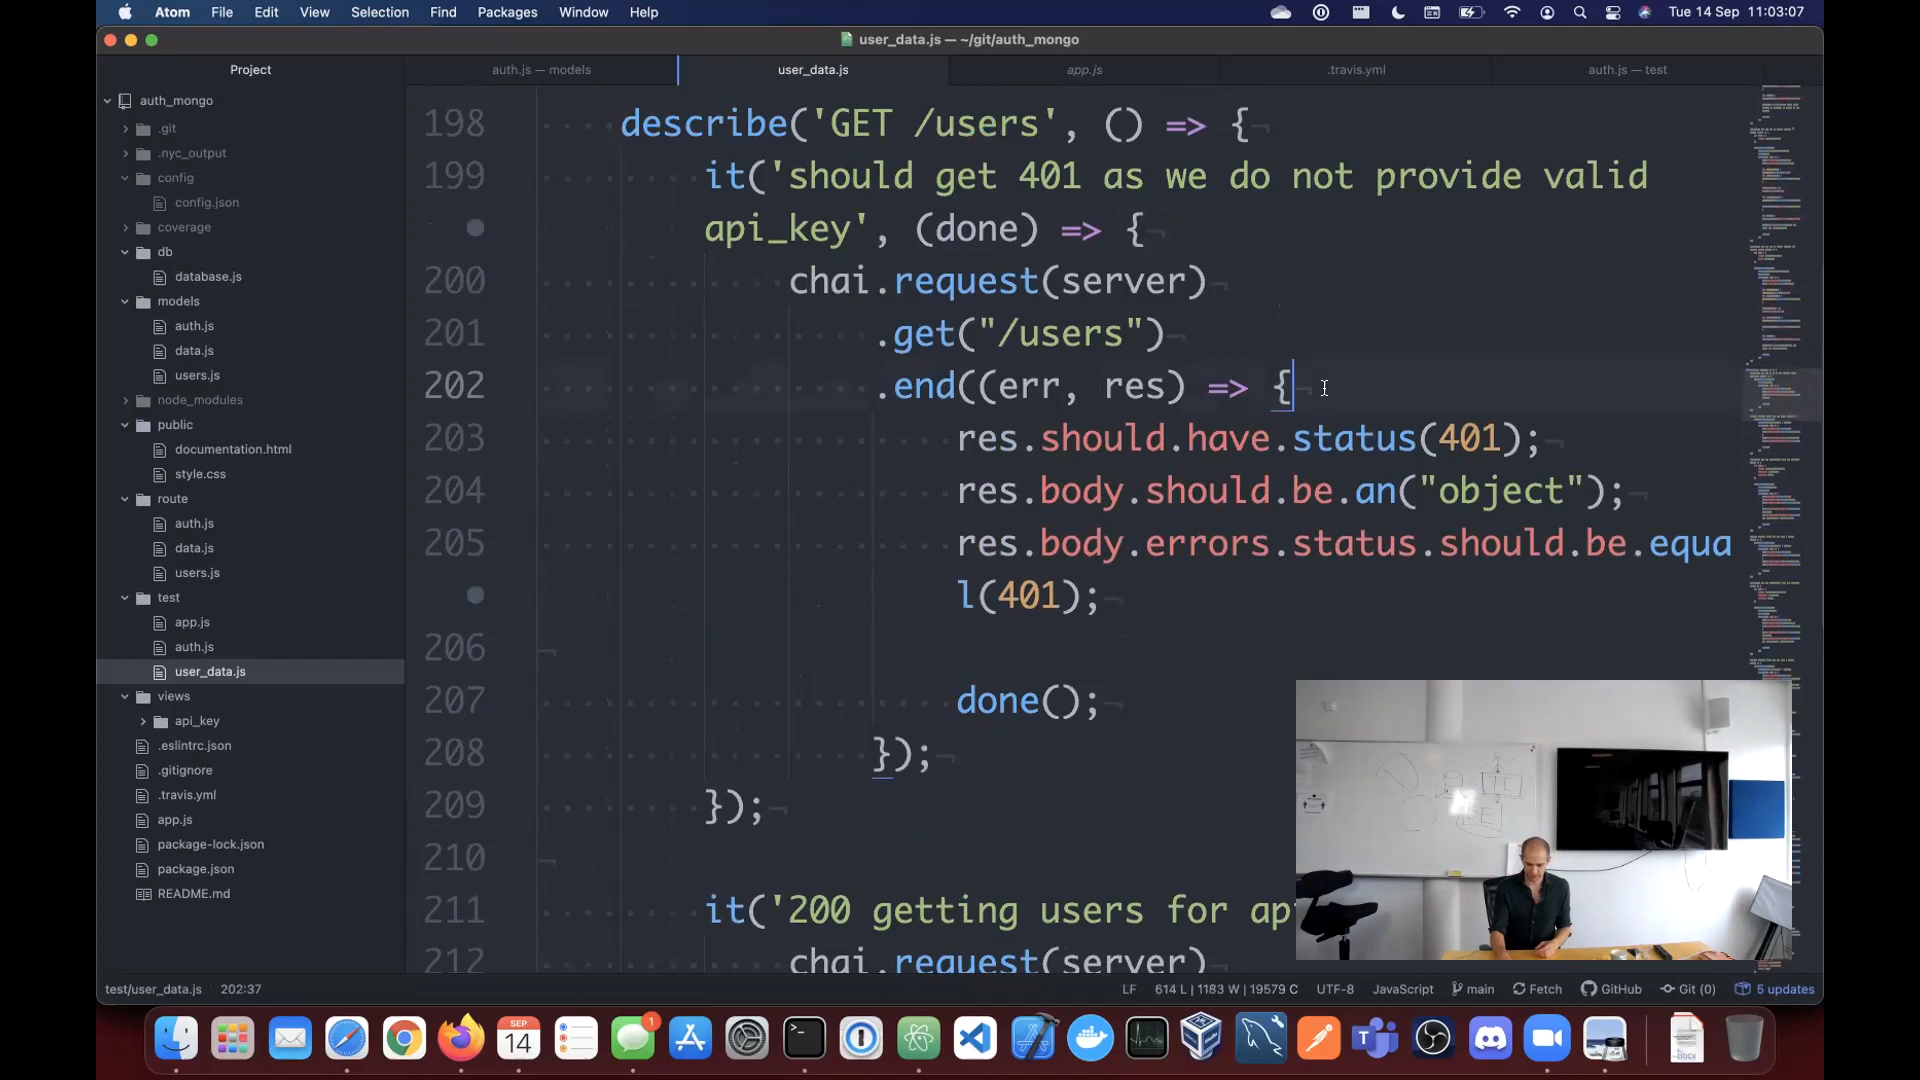 Atom File Edit View Selection Find Packages Window Help Tue 14 Sep 11:03:07
user_data.js — ~/git/auth_mongo
Project
auth.js — models
user_data.js
app.js
.travis.yml
auth.js — test
auth_mongo
.git
.nyc_output
config
config.json
coverage
db
database.js
models
auth.js
data.js
users.js
node_modules
public
documentation.html
style.css
route
auth.js
data.js
users.js
test
app.js
auth.js
user_data.js
views
api_key
.eslintrc.json
.gitignore
.travis.yml
app.js
package-lock.json
package.json
README.md
198 describe('GET /users', () => {
199 it('should get 401 as we do not provide valid
api_key', (done) => {
200 chai.request(server)
201 .get("/users")
202 .end((err, res) => {
203 res.should.have.status(401);
204 res.body.should.be.an("object");
205 res.body.errors.status.should.be.equa
l(401);
206
207 done();
208 });
209 });
210
211 it('200 getting users for ap
212 chai.request(server)
test/user_data.js 202:37 LF 614 L | 1183 W | 19579 C UTF-8 JavaScript main Fetch GitHub Git (0) 5 updates
1
SEP
14
DOCX